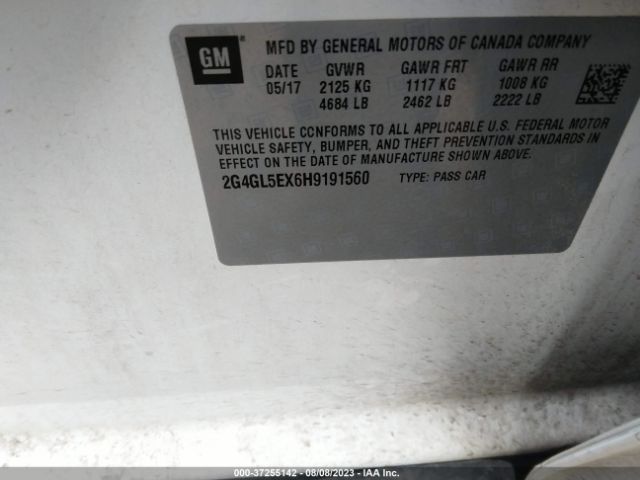 GM
MFD BY GENERAL MOTORS OF CANADA COMPANY
DATE GVWR GAWR FRT GAWR RR
05/17 2125 KG 1117 KG 1008 KG
4684 LB 2462 LB 2222 LB
THIS VEHICLE CONFORMS TO ALL APPLICABLE U.S. FEDERAL MOTOR
VEHICLE SAFETY, BUMPER, AND THEFT PREVENTION STANDARDS IN
EFFECT ON THE DATE OF MANUFACTURE SHOWN ABOVE.
2G4GL5EX6H9191560 TYPE: PASS CAR
000-37255142 - 08/08/2023 - IAA Inc.